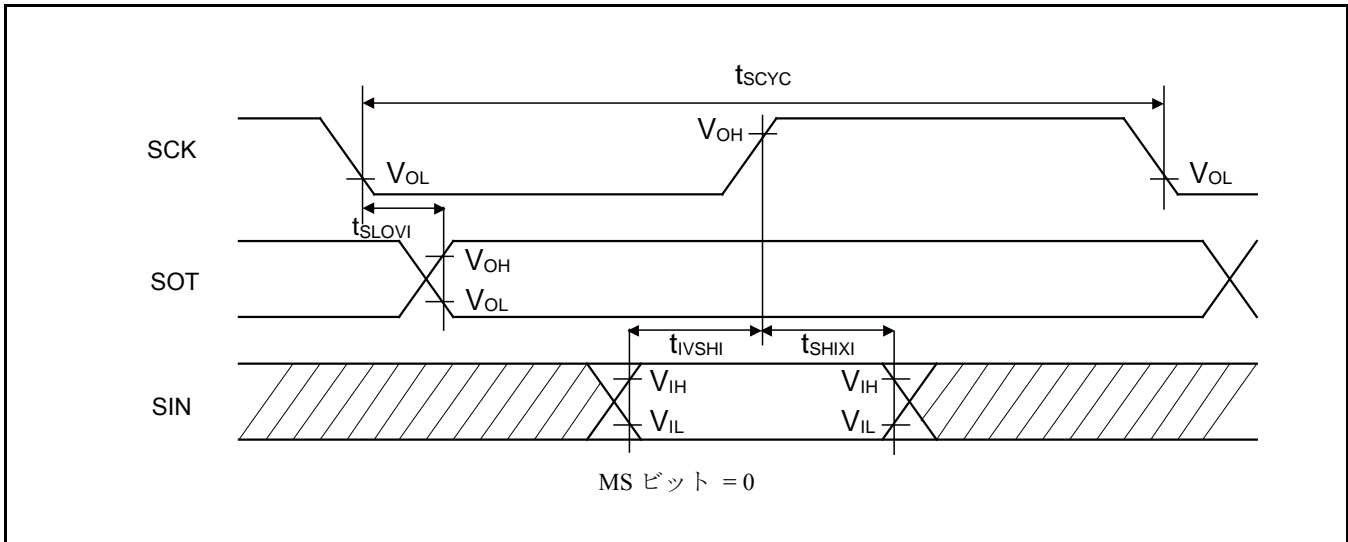 tSCYC
SCK
VOH
VOL
VOL
tSLOVI
SOT
VOH
VOL
tIVSHI
tSHIXI
SIN
VIH
VIH
VIL
VIL
MS ビット = 0